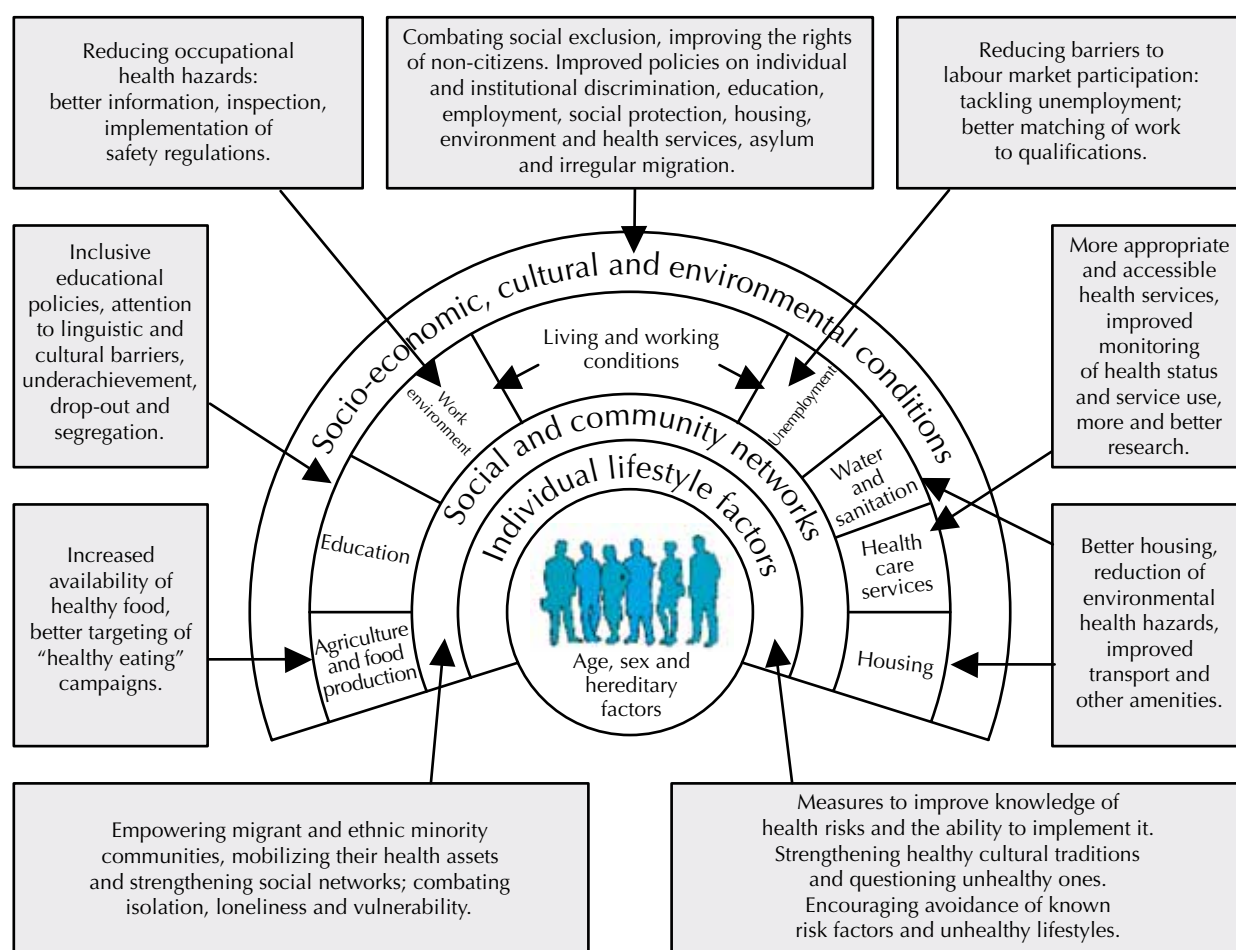 Reducing occupational
health hazards:
better information, inspection,
implementation of
safety regulations.
Combating social exclusion, improving the rights
of non-citizens. Improved policies on individual
and institutional discrimination, education,
employment, social protection, housing,
environment and health services, asylum
and irregular migration.
Reducing barriers to
labour market participation:
tackling unemployment;
better matching of work
to qualifications.
Inclusive
educational
policies, attention
to linguistic and
cultural barriers,
underachievement,
drop-out and
segregation.
More appropriate
and accessible
health services,
improved
monitoring
of health status
and service use,
more and better
research.
Socio-economic, cultural and environmental conditions
Living and working
conditions
Work
environment
Unemployment
Social and community networks
Individual lifestyle factors
Water
and
sanitation
Education
Health
care
services
Agriculture
and food
production
Housing
Age, sex and
hereditary
factors
Increased
availability of
healthy food,
better targeting of
“healthy eating”
campaigns.
Better housing,
reduction of
environmental
health hazards,
improved
transport and
other amenities.
Empowering migrant and ethnic minority
communities, mobilizing their health assets
and strengthening social networks; combating
isolation, loneliness and vulnerability.
Measures to improve knowledge of
health risks and the ability to implement it.
Strengthening healthy cultural traditions
and questioning unhealthy ones.
Encouraging avoidance of known
risk factors and unhealthy lifestyles.